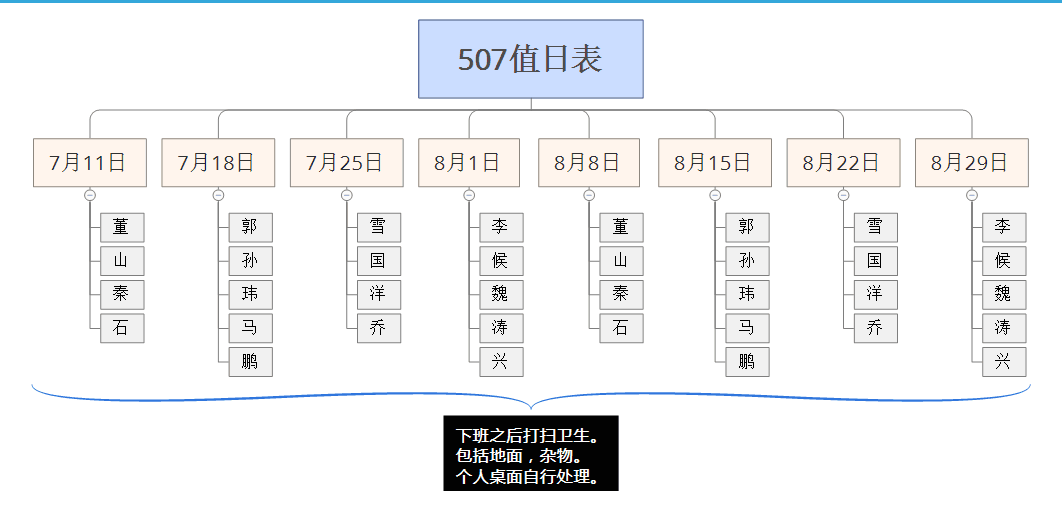 507值日表
7月11日
董
山
秦
石
7月18日
郭
孙
玮
马
鹏
7月25日
雪
国
洋
乔
8月1日
李
候
魏
涛
兴
8月8日
董
山
秦
石
8月15日
郭
孙
玮
马
鹏
8月22日
雪
国
洋
乔
8月29日
李
候
魏
涛
兴
下班之后打扫卫生。
包括地面，杂物。
个人桌面自行处理。